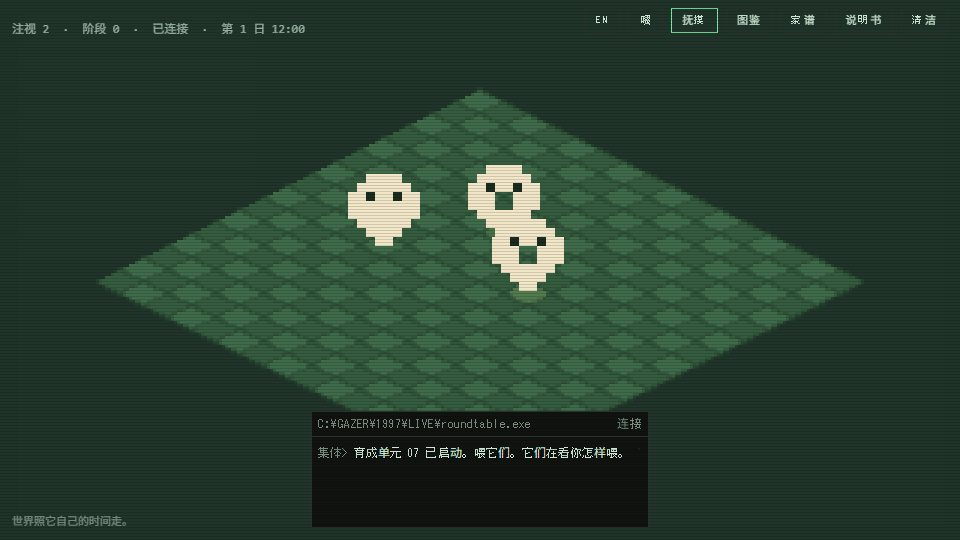 注视 2 · 阶段 0 · 已连接 · 第 1 日 12:00
EN 喂 抚摸 图鉴 家谱 说明书 清洁
C:¥GAZER¥1997¥LIVE¥roundtable.exe 连接
集体> 育成单元 07 已启动。喂它们。它们在看你怎样喂。
世界照它自己的时间走。